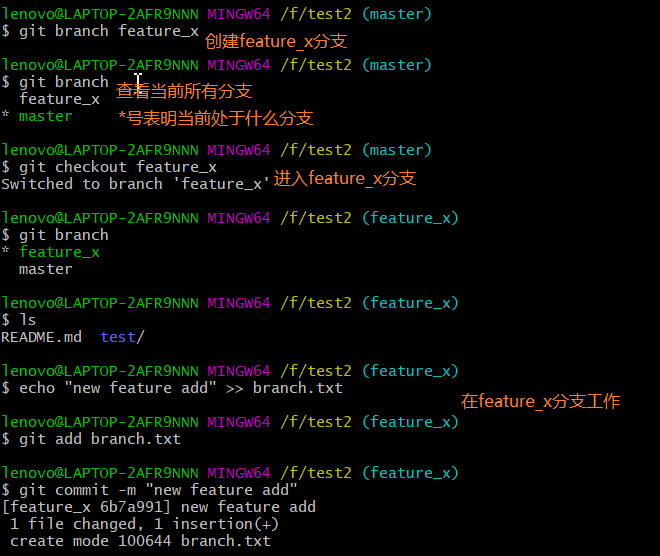 lenovo@LAPTOP-2AFR9NNN MINGW64 /f/test2 (master)
$ git branch feature_x 创建feature_x分支
lenovo@LAPTOP-2AFR9NNN MINGW64 /f/test2 (master)
$ git branch 查看当前所有分支
feature_x
* master *号表明当前处于什么分支
lenovo@LAPTOP-2AFR9NNN MINGW64 /f/test2 (master)
$ git checkout feature_x
Switched to branch 'feature_x' 进入feature_x分支
lenovo@LAPTOP-2AFR9NNN MINGW64 /f/test2 (feature_x)
$ git branch
* feature_x
master
lenovo@LAPTOP-2AFR9NNN MINGW64 /f/test2 (feature_x)
$ ls
README.md test/
lenovo@LAPTOP-2AFR9NNN MINGW64 /f/test2 (feature_x)
$ echo "new feature add" >> branch.txt
在feature_x分支工作
lenovo@LAPTOP-2AFR9NNN MINGW64 /f/test2 (feature_x)
$ git add branch.txt
lenovo@LAPTOP-2AFR9NNN MINGW64 /f/test2 (feature_x)
$ git commit -m "new feature add"
[feature_x 6b7a991] new feature add
1 file changed, 1 insertion(+)
create mode 100644 branch.txt